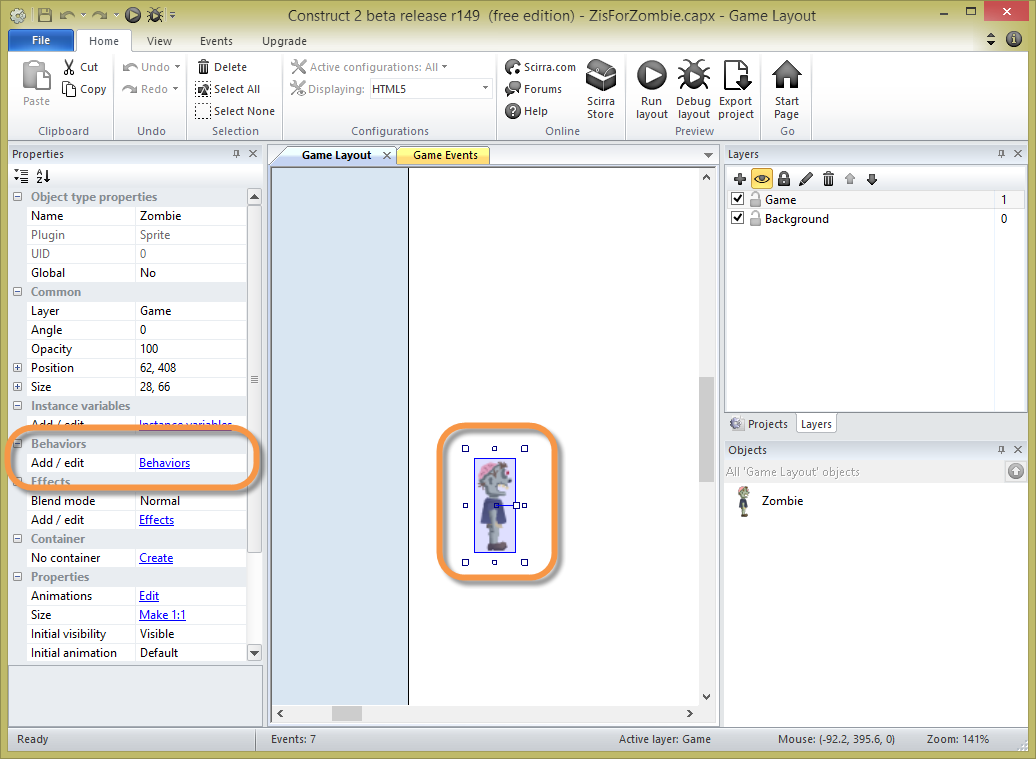 Construct 2 beta release r149 (free edition) - ZisForZombie.capx - Game Layout
File Home View Events Upgrade
Paste Cut Copy
Clipboard
Undo
Redo
Undo
Delete
Select All
Select None
Selection
Active configurations: All
Displaying: HTML5
Configurations
Scirra.com
Forums
Help
Scirra Store
Online
Run layout
Debug layout
Export project
Preview
Start Page
Go
Properties
Object type properties
Name Zombie
Plugin Sprite
UID 0
Global No
Common
Layer Game
Angle 0
Opacity 100
Position 62, 408
Size 28, 66
Instance variables
Add / edit Instance variables
Behaviors
Add / edit Behaviors
Effects
Blend mode Normal
Add / edit Effects
Container
No container Create
Properties
Animations Edit
Size Make 1:1
Initial visibility Visible
Initial animation Default
Game Layout Game Events
Layers
Game 1
Background 0
Projects Layers
Objects
All 'Game Layout' objects
Zombie
Ready Events: 7 Active layer: Game Mouse: (-92.2, 395.6, 0) Zoom: 141%